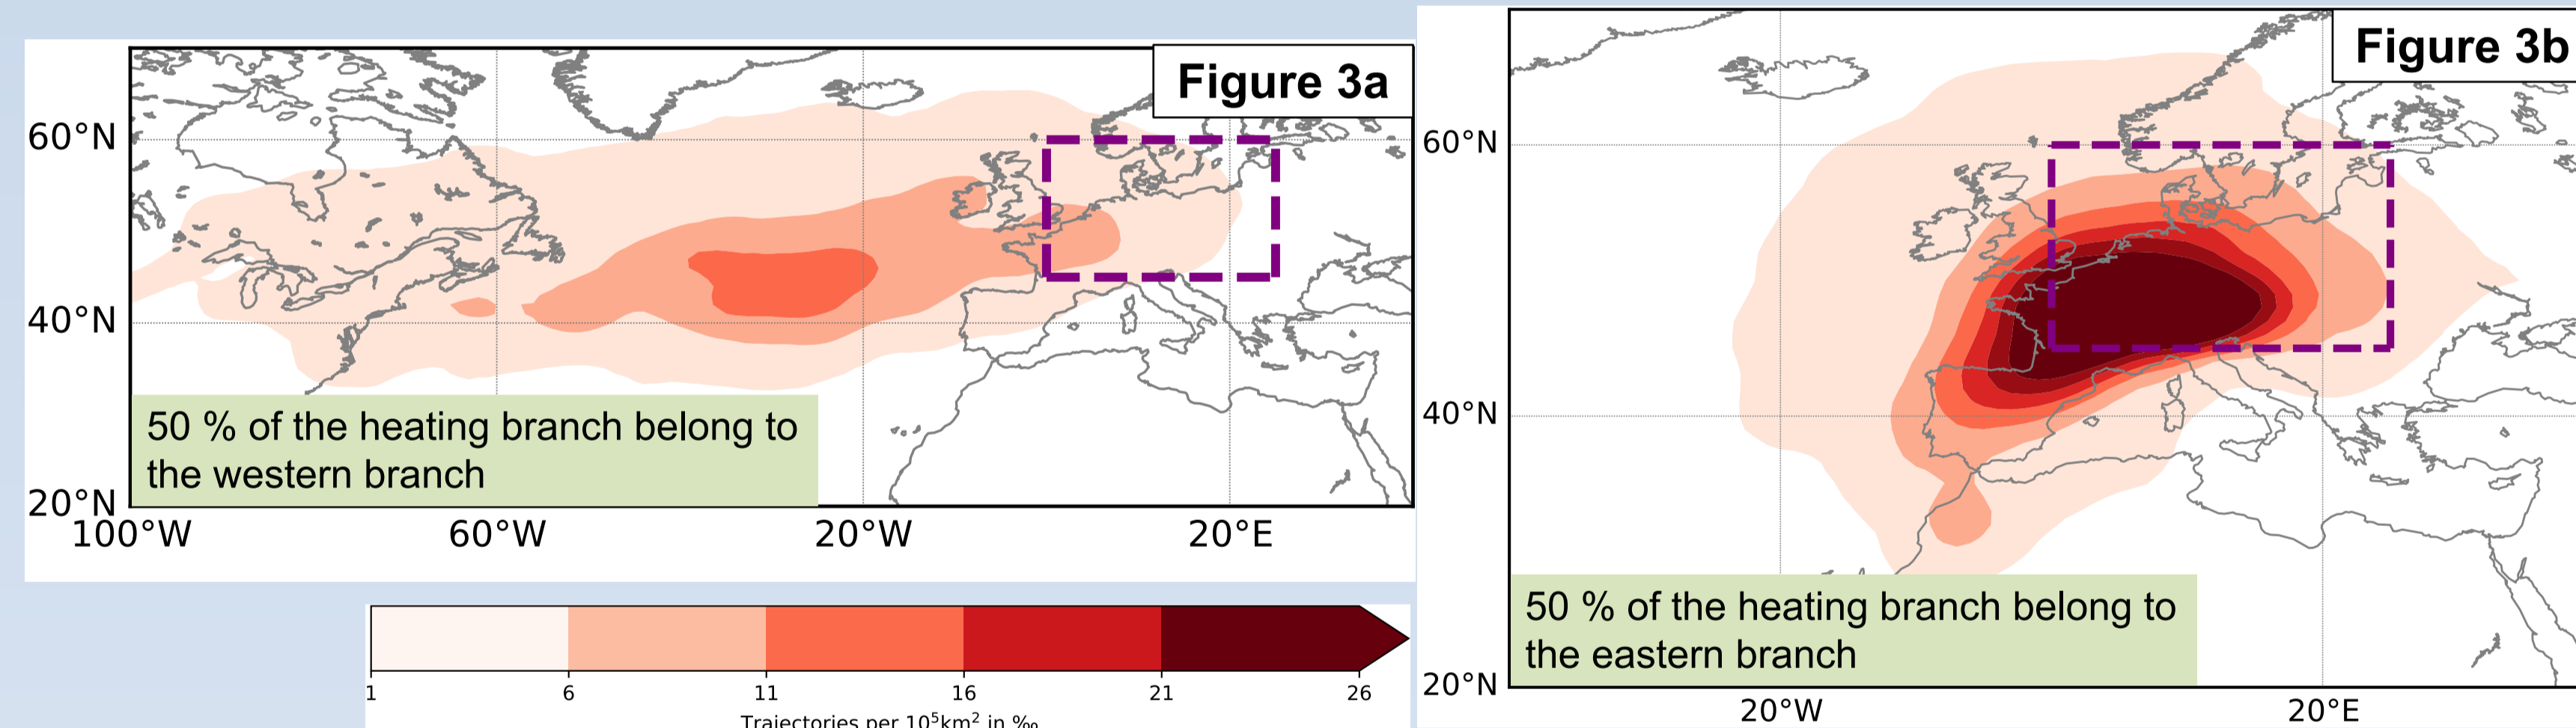 Figure 3a
60°N
40°N
20°N
50 % of the heating branch belong to
the western branch
100°W 60°W 20°W 20°E
1 6 11 16 21 26
Trajectories per 10⁵km² in ‰
Figure 3b
60°N
40°N
20°N
50 % of the heating branch belong to
the eastern branch
20°W 20°E